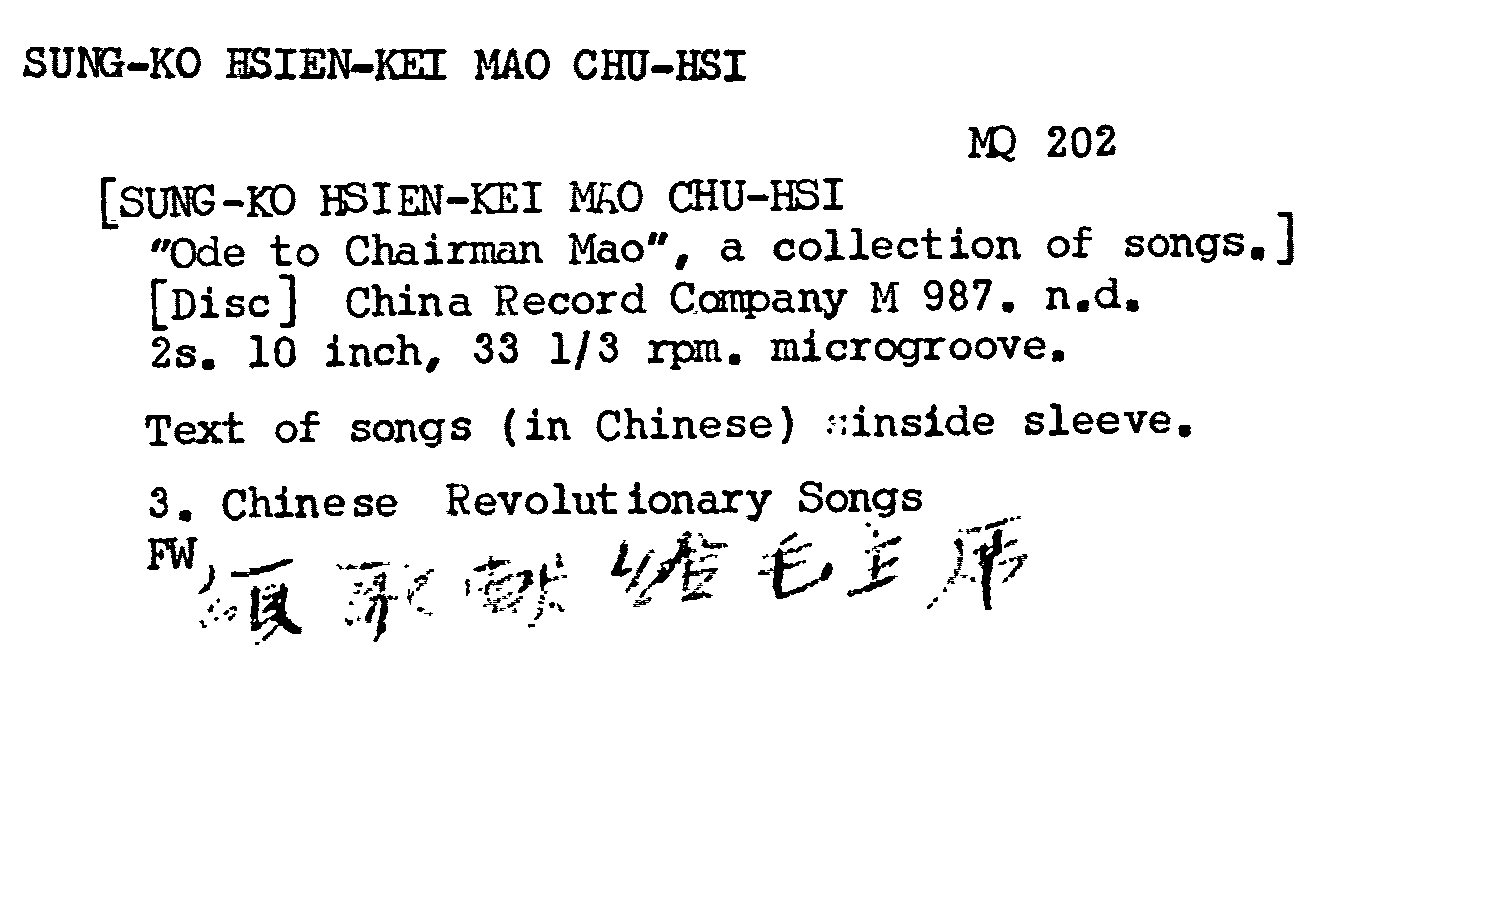 SUNG-KO HSIEN-KEI MAO CHU-HSI
MQ 202
[SUNG-KO HSIEN-KEI MAO CHU-HSI
"Ode to Chairman Mao", a collection of songs.]
[Disc] China Record Company M 987. n.d.
2s. 10 inch, 33 1/3 rpm. microgroove.
Text of songs (in Chinese) inside sleeve.
3. Chinese Revolutionary Songs
FW 頌歌献給毛主席